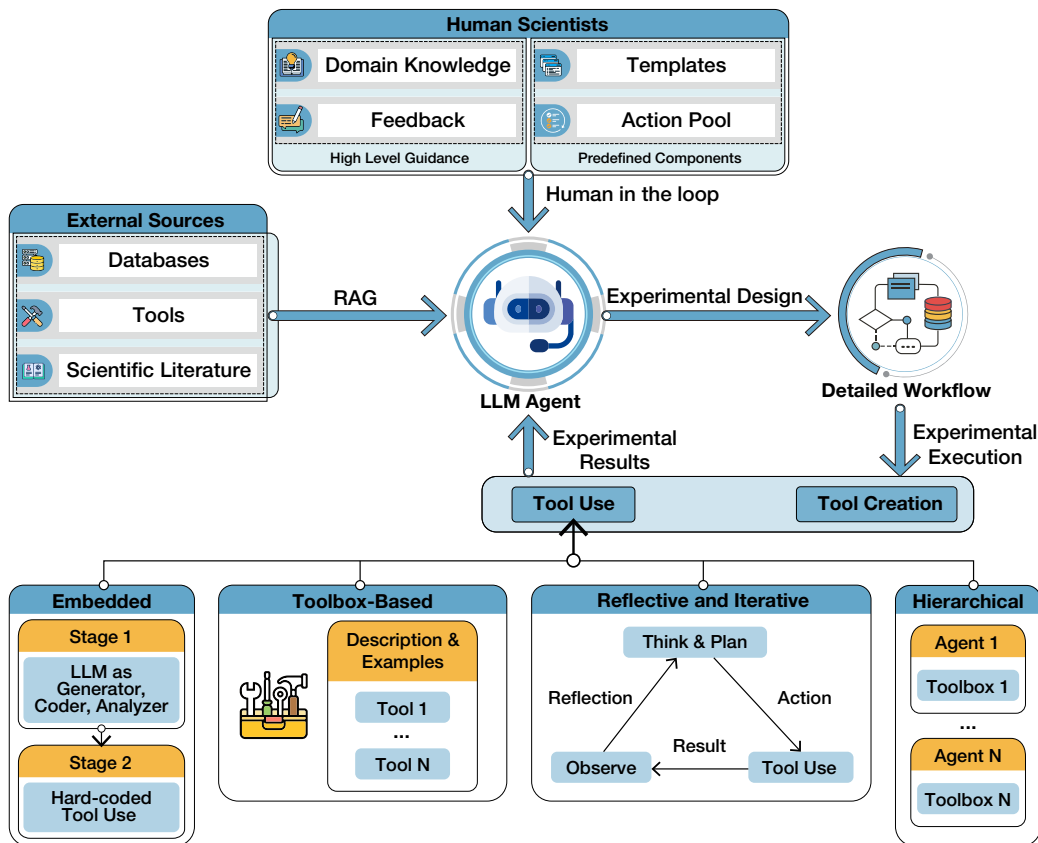 Human Scientists
Domain Knowledge
Feedback
High Level Guidance
Templates
Action Pool
Predefined Components
Human in the loop
External Sources
Databases
Tools
Scientific Literature
RAG
LLM Agent
Experimental Design
Detailed Workflow
Experimental
Results
Experimental
Execution
Tool Use
Tool Creation
Embedded
Stage 1
LLM as
Generator,
Coder, Analyzer
Stage 2
Hard-coded
Tool Use
Toolbox-Based
Description &
Examples
Tool 1
...
Tool N
Reflective and Iterative
Think & Plan
Reflection
Action
Result
Observe
Tool Use
Hierarchical
Agent 1
Toolbox 1
...
Agent N
Toolbox N